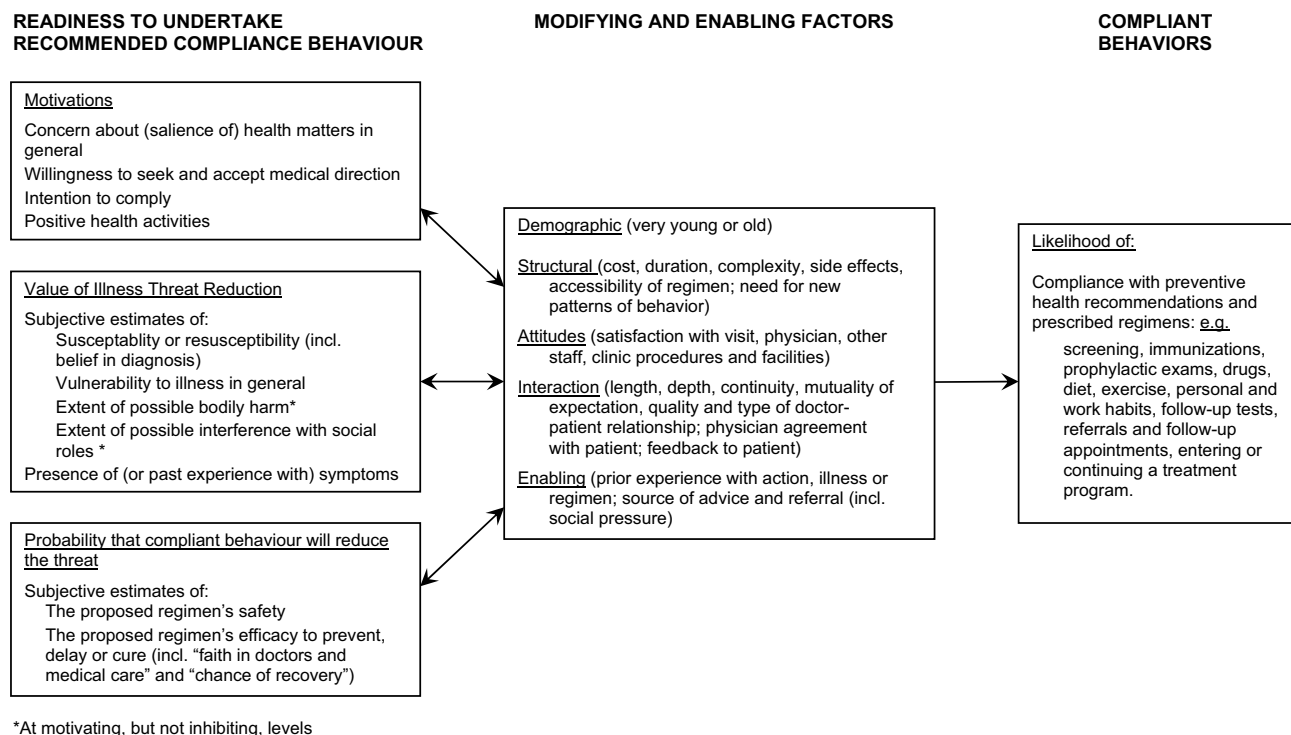 READINESS TO UNDERTAKE
RECOMMENDED COMPLIANCE BEHAVIOUR
MODIFYING AND ENABLING FACTORS
COMPLIANT
BEHAVIORS
Motivations
Concern about (salience of) health matters in
general
Willingness to seek and accept medical direction
Intention to comply
Positive health activities
Value of Illness Threat Reduction
Subjective estimates of:
Susceptablity or resusceptibility (incl.
belief in diagnosis)
Vulnerability to illness in general
Extent of possible bodily harm*
Extent of possible interference with social
roles *
Presence of (or past experience with) symptoms
Probability that compliant behaviour will reduce
the threat
Subjective estimates of:
The proposed regimen’s safety
The proposed regimen’s efficacy to prevent,
delay or cure (incl. “faith in doctors and
medical care” and “chance of recovery”)
Demographic (very young or old)
Structural (cost, duration, complexity, side effects,
accessibility of regimen; need for new
patterns of behavior)
Attitudes (satisfaction with visit, physician, other
staff, clinic procedures and facilities)
Interaction (length, depth, continuity, mutuality of
expectation, quality and type of doctor-
patient relationship; physician agreement
with patient; feedback to patient)
Enabling (prior experience with action, illness or
regimen; source of advice and referral (incl.
social pressure)
Likelihood of:
Compliance with preventive
health recommendations and
prescribed regimens: e.g.
screening, immunizations,
prophylactic exams, drugs,
diet, exercise, personal and
work habits, follow-up tests,
referrals and follow-up
appointments, entering or
continuing a treatment
program.
*At motivating, but not inhibiting, levels